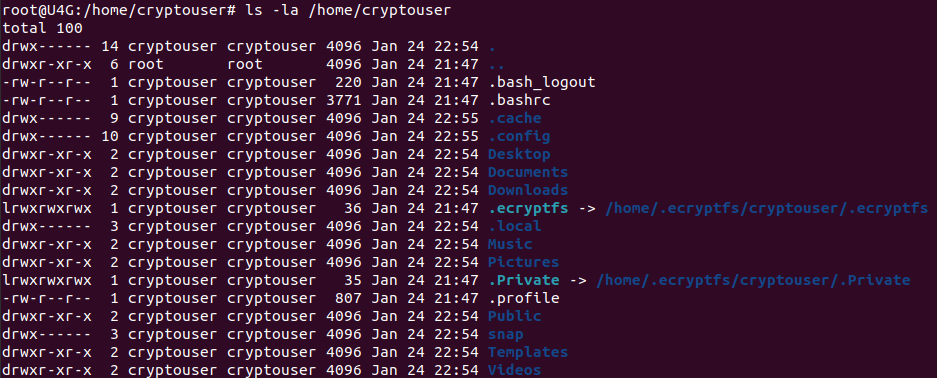 root@U4G:/home/cryptouser# ls -la /home/cryptouser
total 100
drwx------ 14 cryptouser cryptouser 4096 Jan 24 22:54 .
drwxr-xr-x  6 root       root       4096 Jan 24 21:47 ..
-rw-r--r--  1 cryptouser cryptouser  220 Jan 24 21:47 .bash_logout
-rw-r--r--  1 cryptouser cryptouser 3771 Jan 24 21:47 .bashrc
drwx------  9 cryptouser cryptouser 4096 Jan 24 22:55 .cache
drwx------ 10 cryptouser cryptouser 4096 Jan 24 22:55 .config
drwxr-xr-x  2 cryptouser cryptouser 4096 Jan 24 22:54 Desktop
drwxr-xr-x  2 cryptouser cryptouser 4096 Jan 24 22:54 Documents
drwxr-xr-x  2 cryptouser cryptouser 4096 Jan 24 22:54 Downloads
lrwxrwxrwx  1 cryptouser cryptouser   36 Jan 24 21:47 .ecryptfs -> /home/.ecryptfs/cryptouser/.ecryptfs
drwx------  3 cryptouser cryptouser 4096 Jan 24 22:54 .local
drwxr-xr-x  2 cryptouser cryptouser 4096 Jan 24 22:54 Music
drwxr-xr-x  2 cryptouser cryptouser 4096 Jan 24 22:54 Pictures
lrwxrwxrwx  1 cryptouser cryptouser   35 Jan 24 21:47 .Private -> /home/.ecryptfs/cryptouser/.Private
-rw-r--r--  1 cryptouser cryptouser  807 Jan 24 21:47 .profile
drwxr-xr-x  2 cryptouser cryptouser 4096 Jan 24 22:54 Public
drwx------  3 cryptouser cryptouser 4096 Jan 24 22:54 snap
drwxr-xr-x  2 cryptouser cryptouser 4096 Jan 24 22:54 Templates
drwxr-xr-x  2 cryptouser cryptouser 4096 Jan 24 22:54 Videos